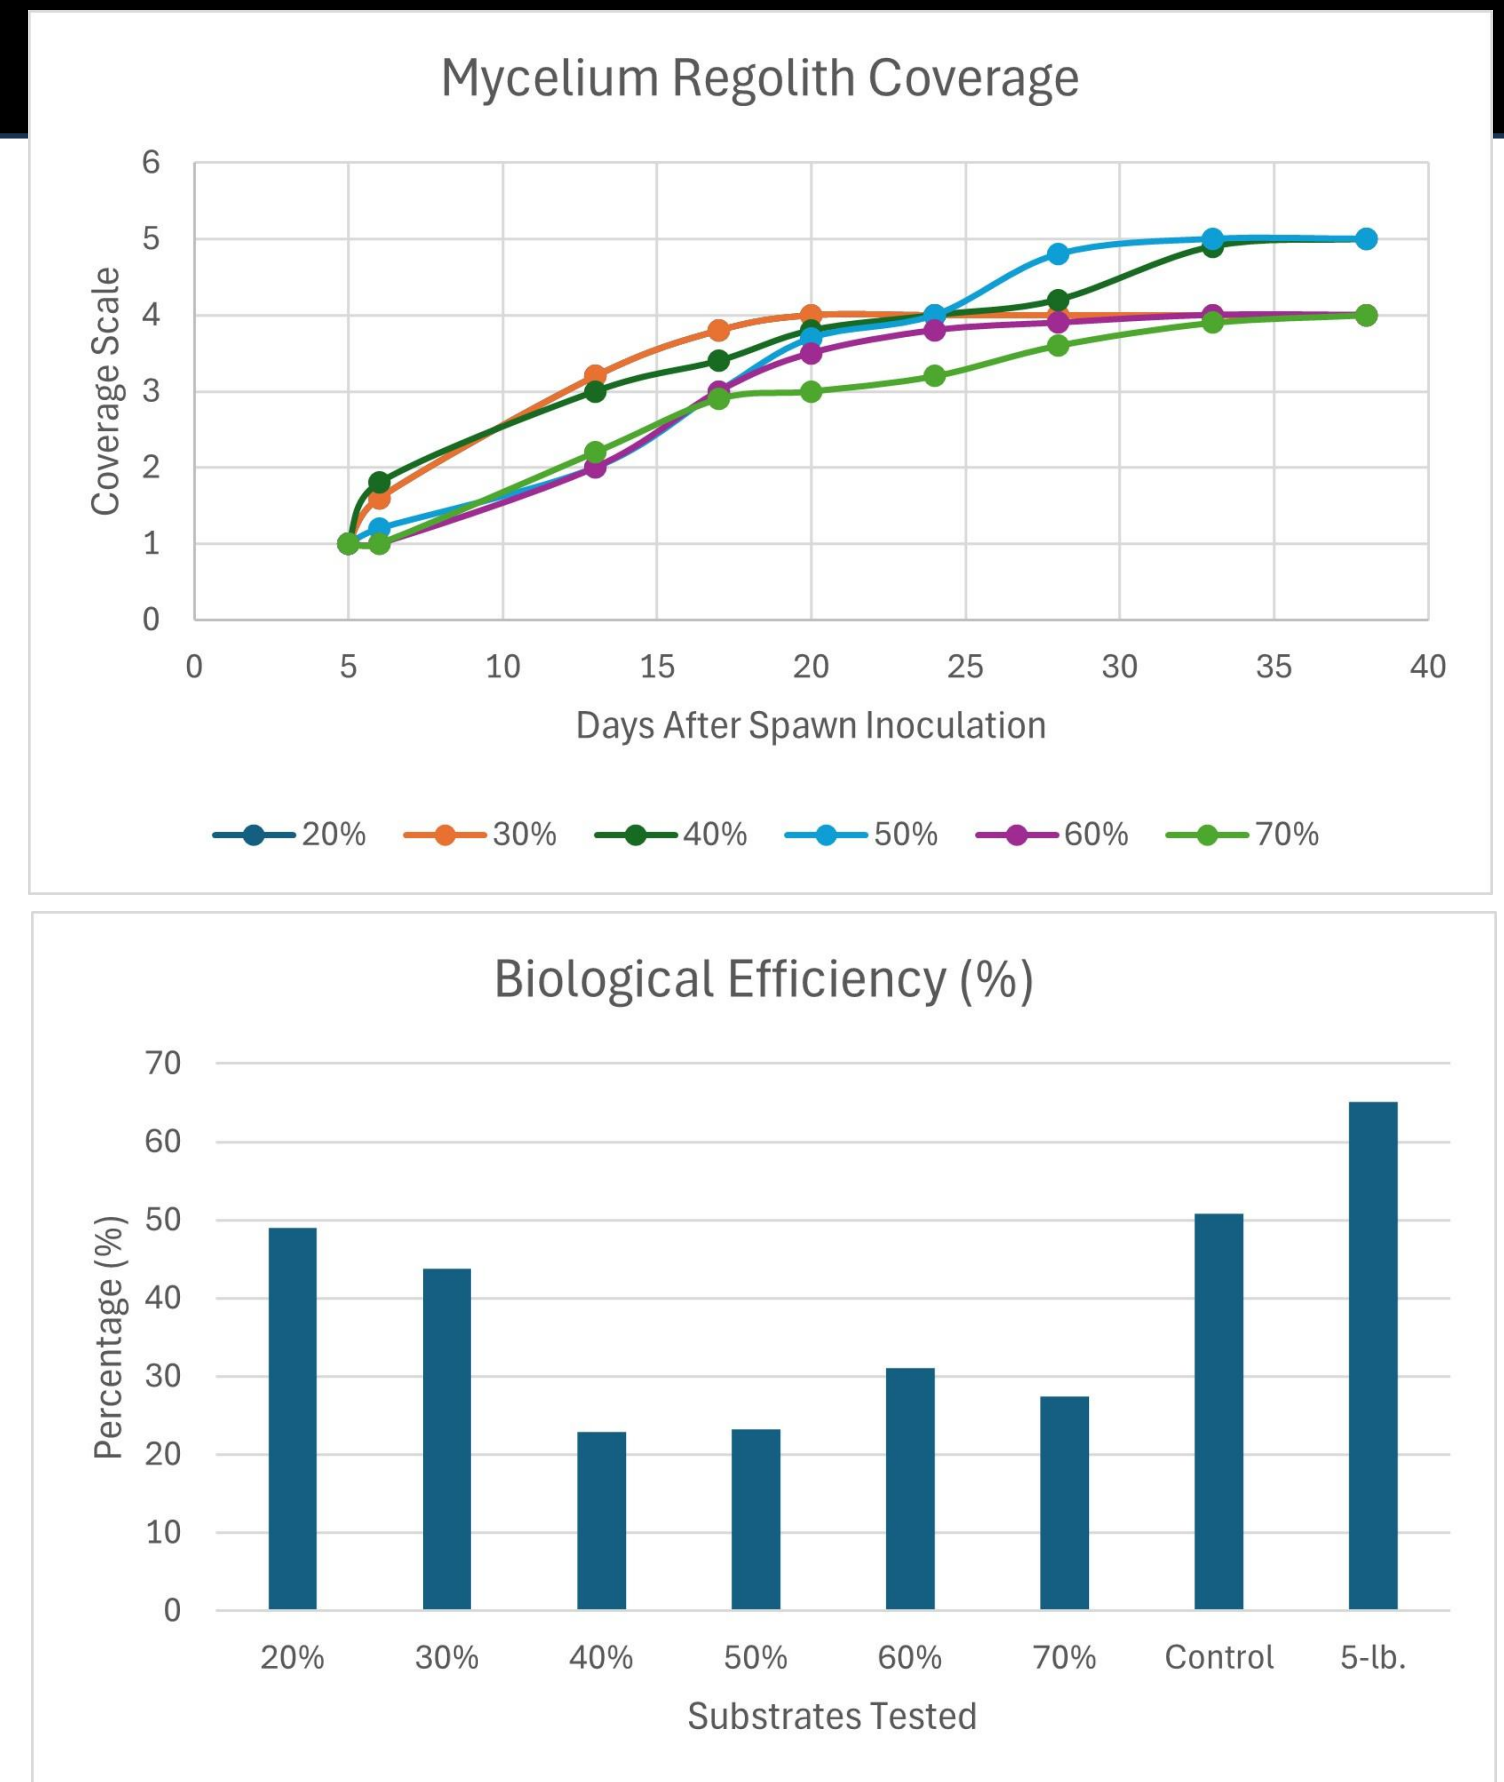 Mycelium Regolith Coverage
6
5
4
3
2
1
0
Coverage Scale
0 5 10 15 20 25 30 35 40
Days After Spawn Inoculation
20% 30% 40% 50% 60% 70%
Biological Efficiency (%)
70
60
50
40
30
20
10
0
Percentage (%)
20% 30% 40% 50% 60% 70% Control 5-lb.
Substrates Tested